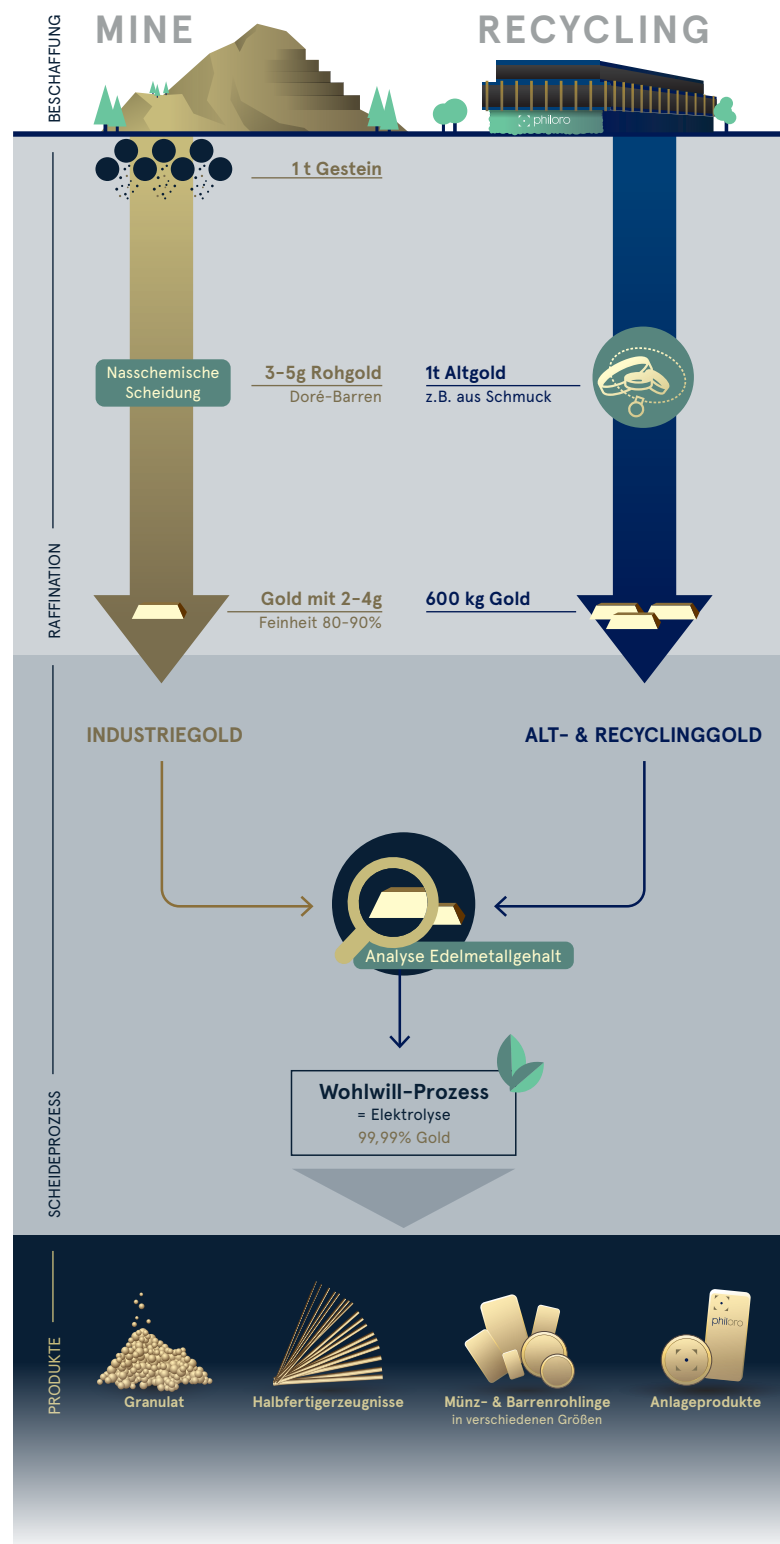 BESCHAFFUNG
MINE
RECYCLING
philoro
1 t Gestein
Nasschemische
Scheidung
3-5g Rohgold
Doré-Barren
1t Altgold
z.B. aus Schmuck
RAFFINATION
Gold mit 2-4g
Feinheit 80-90%
600 kg Gold
INDUSTRIEGOLD
ALT- & RECYCLINGGOLD
Analyse Edelmetallgehalt
SCHEIDEPROZESS
Wohlwill-Prozess
= Elektrolyse
99,99% Gold
PRODUKTE
philoro
Granulat
Halbfertigerzeugnisse
Münz- & Barrenrohlinge
in verschiedenen Größen
Anlageprodukte